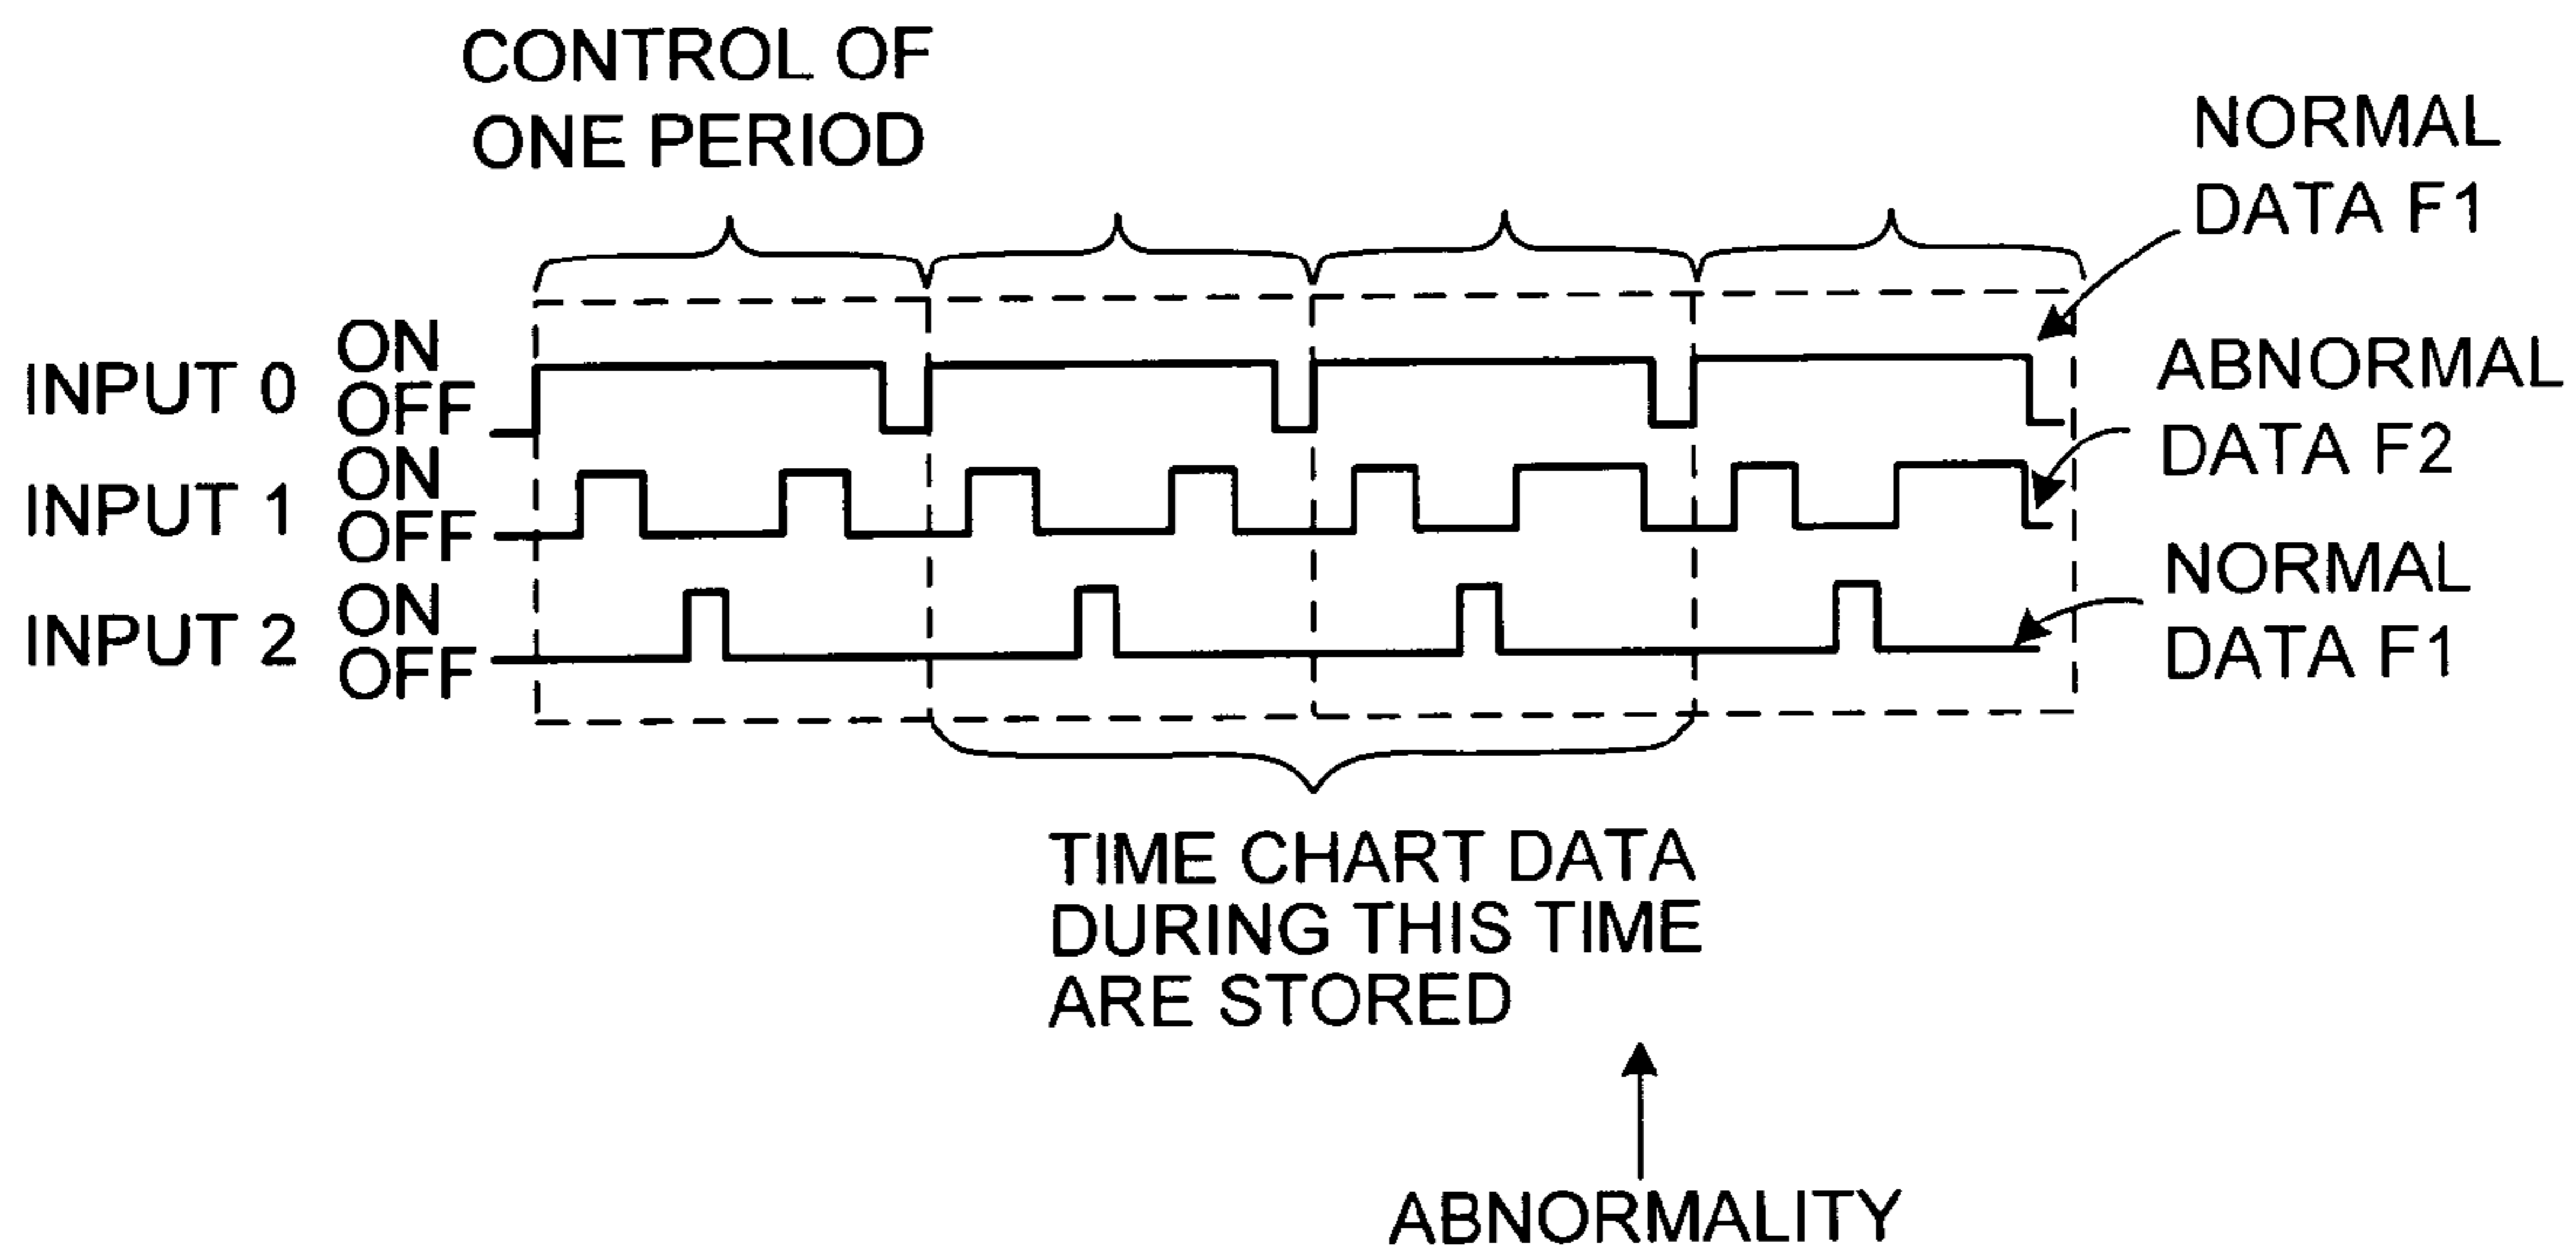 CONTROL OF
ONE PERIOD
NORMAL
DATA F1
INPUT 0
ON
OFF
ABNORMAL
DATA F2
INPUT 1
ON
OFF
NORMAL
DATA F1
INPUT 2
ON
OFF
TIME CHART DATA
DURING THIS TIME
ARE STORED
ABNORMALITY